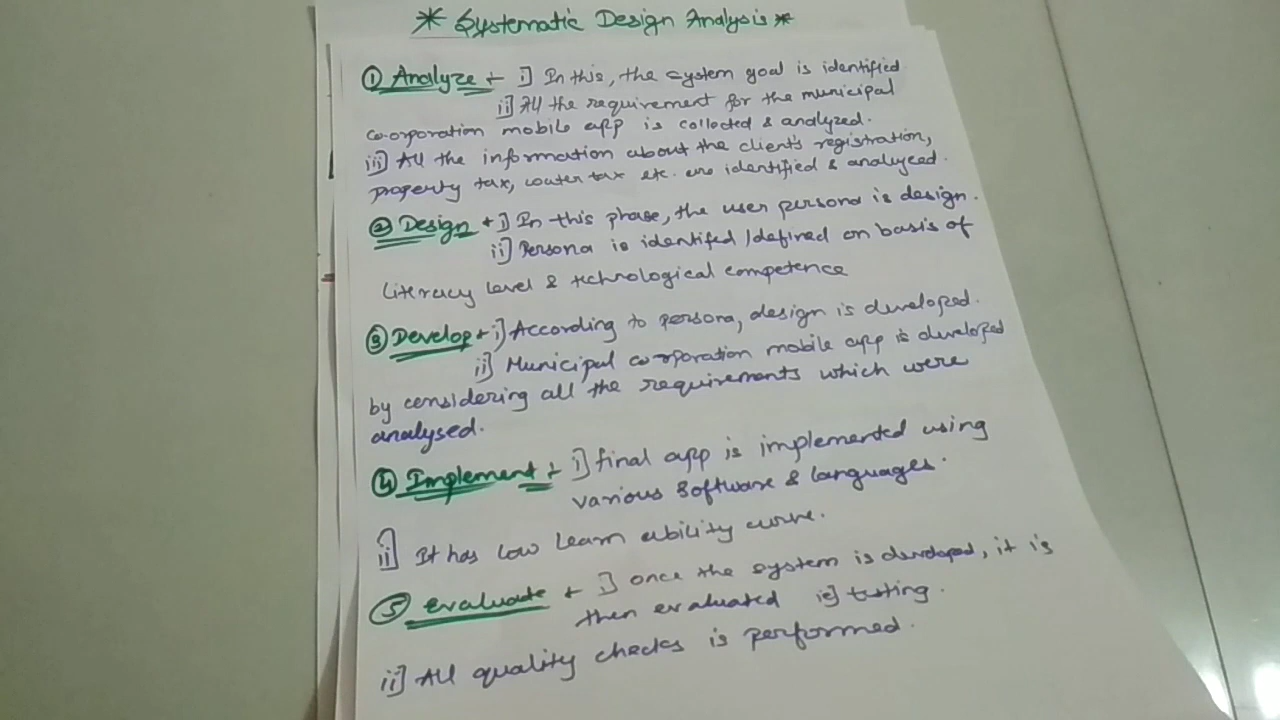 * Systematic Design Analysis *
① Analyze → i] In this, the system goal is identified
ii] All the requirement for the municipal
co-orporation mobile app is collected & analyzed.
iii] All the information about the client's registration,
property tax, water tax etc. are identified & analyzed.
② Design → i] In this phase, the user persona is design.
ii] Persona is identifed / defined on basis of
literacy level & technological competence
③ Develop → i] According to persona, design is developed.
ii] Municipal co-orporation mobile app is developed
by considering all the requirements which were
analysed.
④ Implement → i] final app is implemented using
various software & languages.
ii] It has low learn ability curve.
⑤ evaluate → i] once the system is developed, it is
then evaluated ie] testing.
ii] All quality checks is performed.